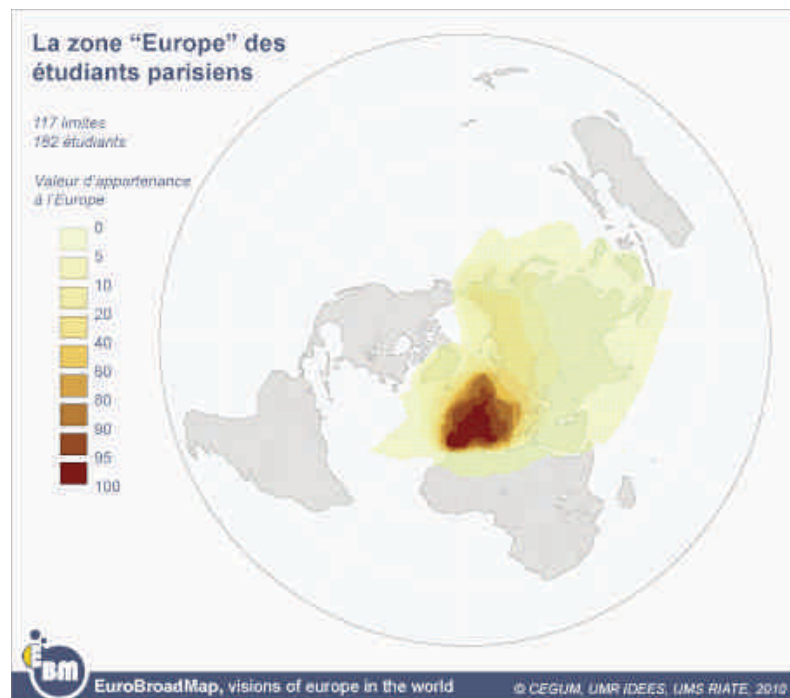 La zone “Europe” des
étudiants parisiens
117 limites
182 étudiants
Valeur d'appartenance
à l'Europe
0
5
10
20
40
60
80
90
95
100
EBM
EuroBroadMap, visions of europe in the world
© CEGUM, UMR IDEES, UMS RIATE, 2010